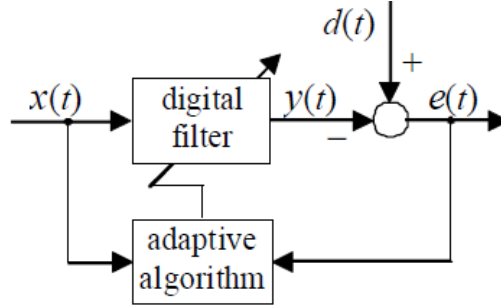 d(t)
+
x(t)
digital
filter
y(t)
−
e(t)
adaptive
algorithm